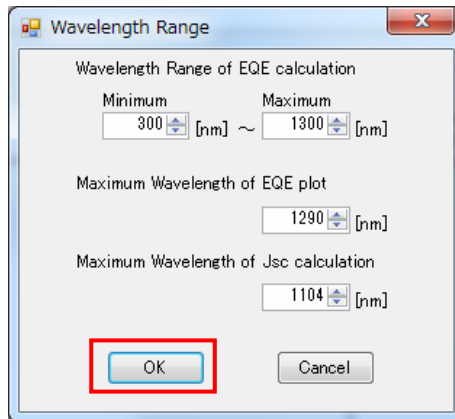 Wavelength Range
Wavelength Range of EQE calculation
Minimum Maximum
300 [nm] ～ 1300 [nm]
Maximum Wavelength of EQE plot
1290 [nm]
Maximum Wavelength of Jsc calculation
1104 [nm]
OK Cancel